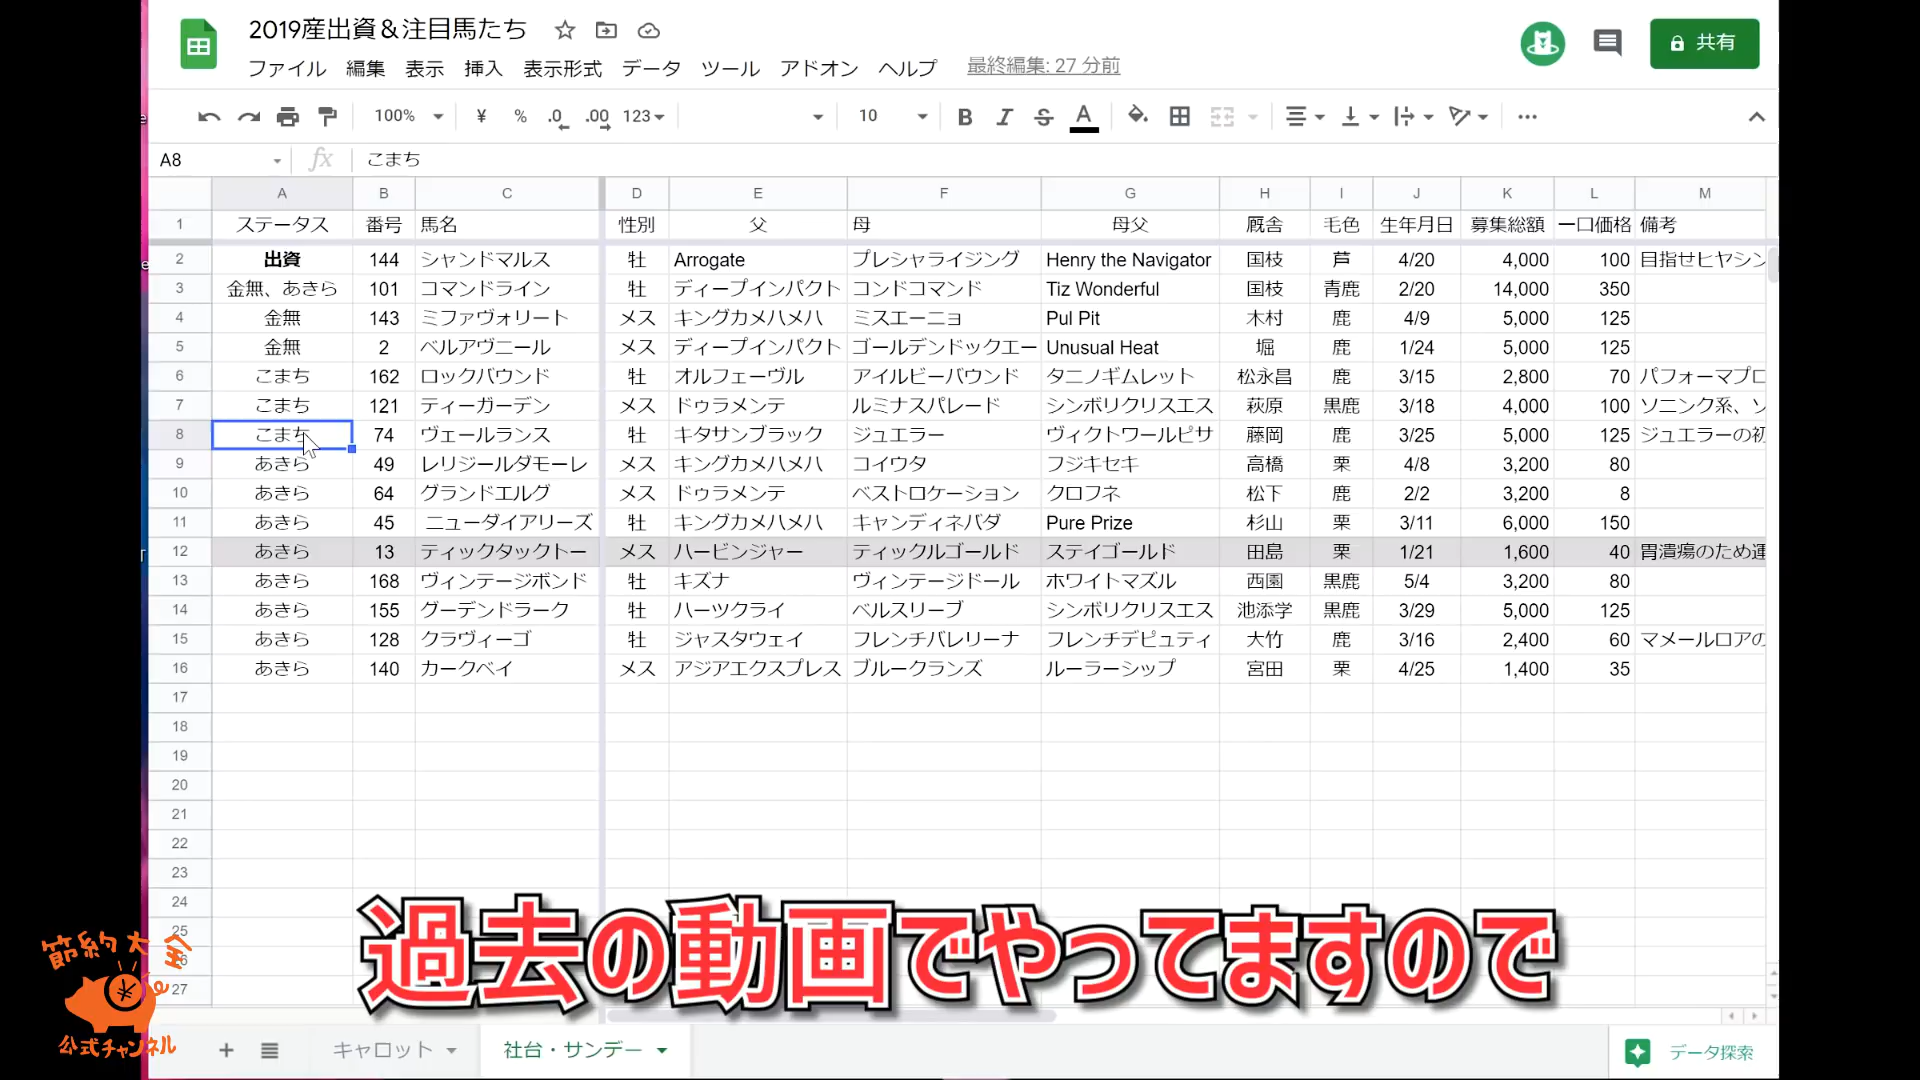 2019産出資＆注目馬たち
ファイル 編集 表示 挿入 表示形式 データ ツール アドオン ヘルプ 最終編集: 27 分前
共有
100% ¥ % .0 .00 123 10 B I S A
A8 fx こまち
A B C D E F G H I J K L M
1 ステータス 番号 馬名 性別 父 母 母父 厩舎 毛色 生年月日 募集総額 一口価格 備考
2 出資 144 シャンドマルス 牡 Arrogate プレシャライジング Henry the Navigator 国枝 芦 4/20 4,000 100 目指せヒヤシン
3 金無、あきら 101 コマンドライン 牡 ディープインパクト コンドコマンド Tiz Wonderful 国枝 青鹿 2/20 14,000 350
4 金無 143 ミファヴォリート メス キングカメハメハ ミスエーニョ Pul Pit 木村 鹿 4/9 5,000 125
5 金無 2 ベルアヴニール メス ディープインパクト ゴールデンドックエー Unusual Heat 堀 鹿 1/24 5,000 125
6 こまち 162 ロックバウンド 牡 オルフェーヴル アイルビーバウンド タニノギムレット 松永昌 鹿 3/15 2,800 70 パフォーマプロ
7 こまち 121 ティーガーデン メス ドゥラメンテ ルミナスパレード シンボリクリスエス 萩原 黒鹿 3/18 4,000 100 ソニンク系、ソ
8 こまち 74 ヴェールランス 牡 キタサンブラック ジュエラー ヴィクトワールピサ 藤岡 鹿 3/25 5,000 125 ジュエラーの初
9 あきら 49 レリジールダモーレ メス キングカメハメハ コイウタ フジキセキ 高橋 栗 4/8 3,200 80
10 あきら 64 グランドエルグ メス ドゥラメンテ ベストロケーション クロフネ 松下 鹿 2/2 3,200 8
11 あきら 45 ニューダイアリーズ 牡 キングカメハメハ キャンディネバダ Pure Prize 杉山 栗 3/11 6,000 150
12 あきら 13 ティックタックトー メス ハービンジャー ティックルゴールド ステイゴールド 田島 栗 1/21 1,600 40 胃潰瘍のため運
13 あきら 168 ヴィンテージボンド 牡 キズナ ヴィンテージドール ホワイトマズル 西園 黒鹿 5/4 3,200 80
14 あきら 155 グーデンドラーク 牡 ハーツクライ ベルスリーブ シンボリクリスエス 池添学 黒鹿 3/29 5,000 125
15 あきら 128 クラヴィーゴ 牡 ジャスタウェイ フレンチバレリーナ フレンチデピュティ 大竹 鹿 3/16 2,400 60 マメールロアの
16 あきら 140 カークベイ メス アジアエクスプレス ブルークランズ ルーラーシップ 宮田 栗 4/25 1,400 35
17
18
19
20
21
22
23
24
25
27
過去の動画でやってますので
節約大全
¥
公式チャンネル
+ キャロット 社台・サンデー データ探索